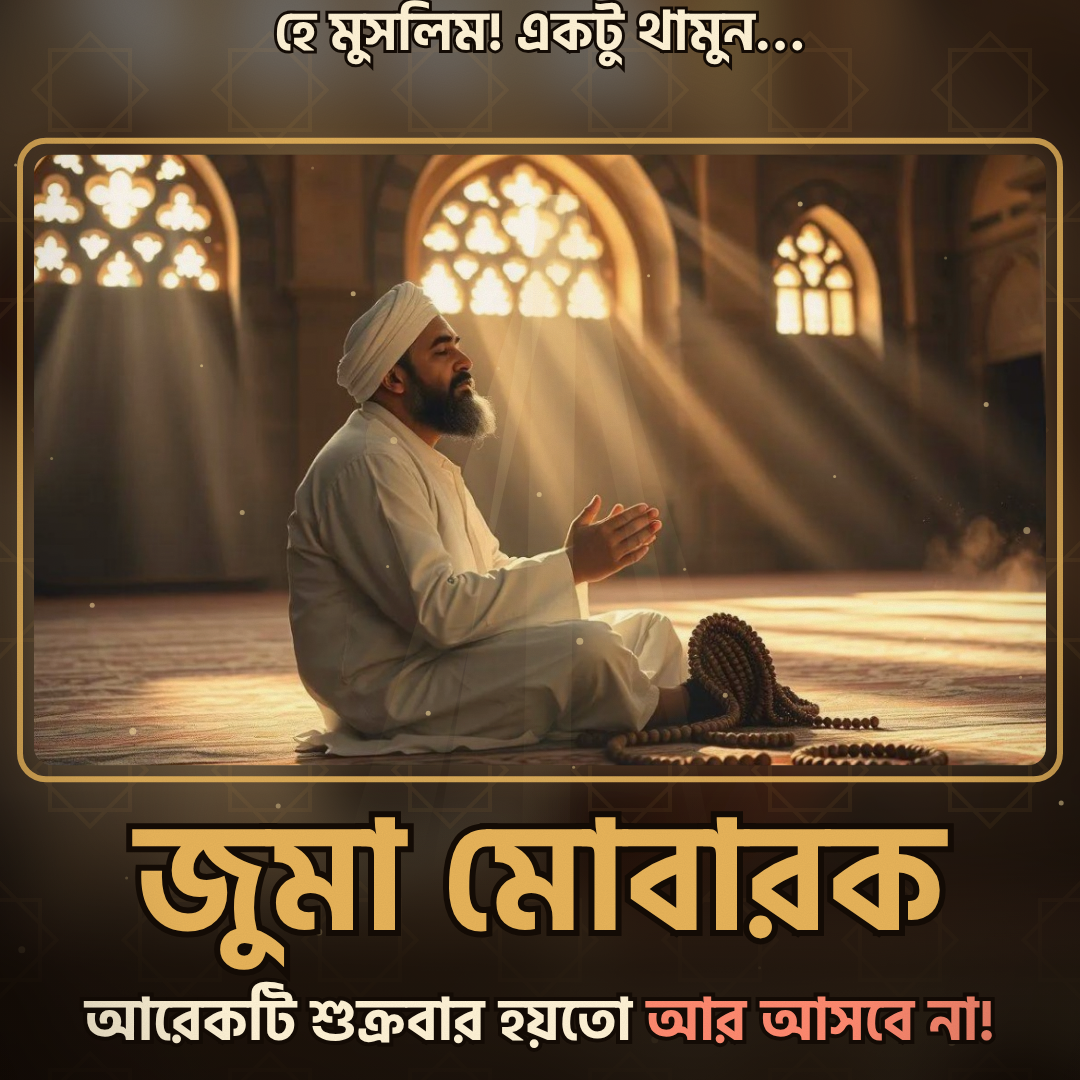 হে মুসলিম! একটু থামুন...
জুমা মোবারক
আরেকটি শুক্রবার হয়তো আর আসবে না!